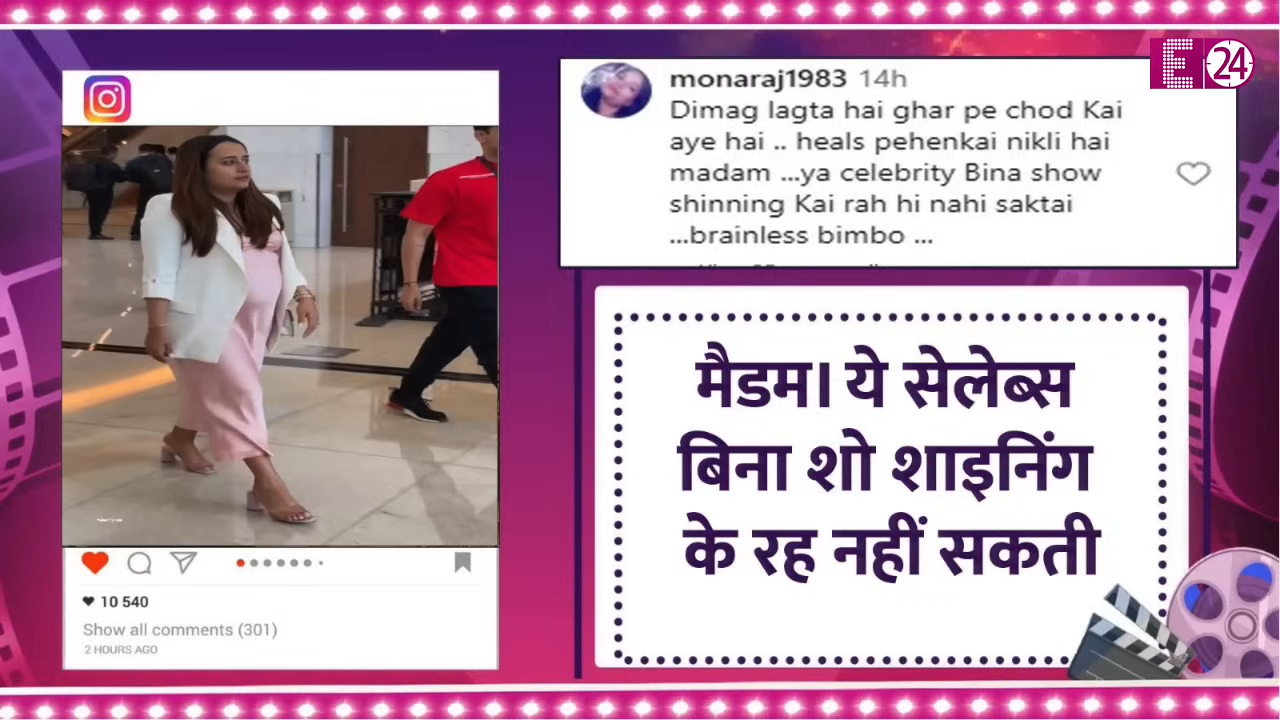 E 24
monaraj1983 14h
Dimag lagta hai ghar pe chod Kai
aye hai .. heals pehenkai nikli hai
madam ...ya celebrity Bina show
shinning Kai rah hi nahi saktai
...brainless bimbo ...
मैडम। ये सेलेब्स
बिना शो शाइनिंग
के रह नहीं सकती
10 540
Show all comments (301)
2 HOURS AGO